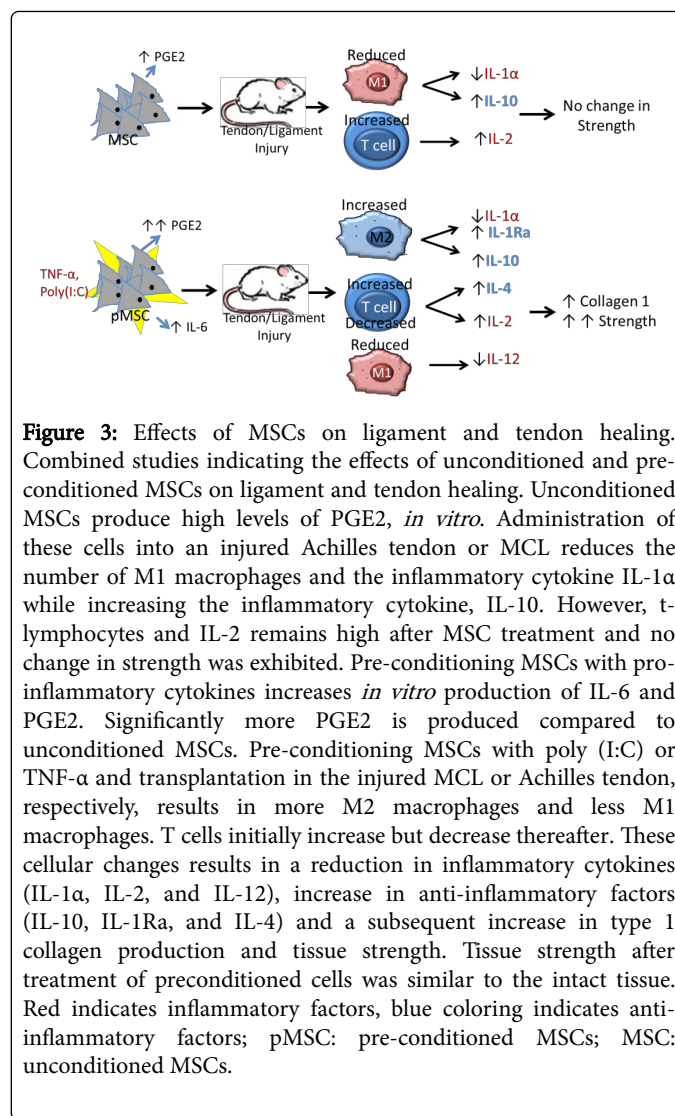 ↑ PGE2
MSC
Tendon/Ligament
Injury
Reduced
M1
↓IL-1α
↑IL-10
Increased
T cell
↑IL-2
No change in
Strength
↑↑ PGE2
TNF-α,
Poly(I:C)
pMSC
↑ IL-6
Tendon/Ligament
Injury
Increased
M2
↓IL-1α
↑ IL-1Ra
↑IL-10
Increased
T cell
Decreased
↑IL-4
↑IL-2
Reduced
M1
↓IL-12
↑ Collagen 1
↑ ↑ Strength
Figure 3: Effects of MSCs on ligament and tendon healing.
Combined studies indicating the effects of unconditioned and pre-
conditioned MSCs on ligament and tendon healing. Unconditioned
MSCs produce high levels of PGE2, in vitro. Administration of
these cells into an injured Achilles tendon or MCL reduces the
number of M1 macrophages and the inflammatory cytokine IL-1α
while increasing the inflammatory cytokine, IL-10. However, t-
lymphocytes and IL-2 remains high after MSC treatment and no
change in strength was exhibited. Pre-conditioning MSCs with pro-
inflammatory cytokines increases in vitro production of IL-6 and
PGE2. Significantly more PGE2 is produced compared to
unconditioned MSCs. Pre-conditioning MSCs with poly (I:C) or
TNF-α and transplantation in the injured MCL or Achilles tendon,
respectively, results in more M2 macrophages and less M1
macrophages. T cells initially increase but decrease thereafter. These
cellular changes results in a reduction in inflammatory cytokines
(IL-1α, IL-2, and IL-12), increase in anti-inflammatory factors
(IL-10, IL-1Ra, and IL-4) and a subsequent increase in type 1
collagen production and tissue strength. Tissue strength after
treatment of preconditioned cells was similar to the intact tissue.
Red indicates inflammatory factors, blue coloring indicates anti-
inflammatory factors; pMSC: pre-conditioned MSCs; MSC:
unconditioned MSCs.